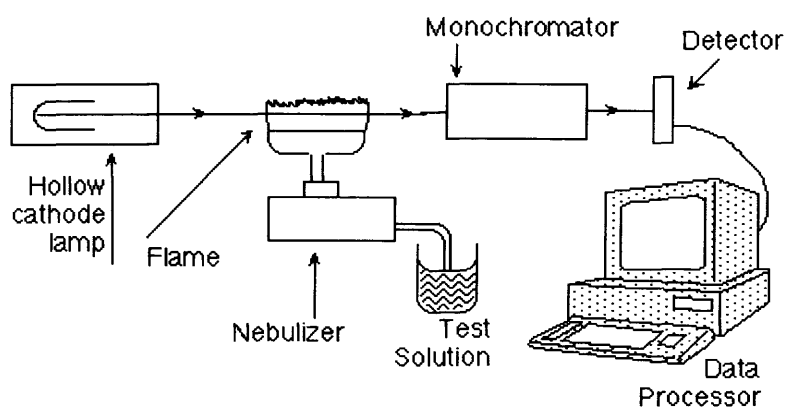 Monochromator
Detector
Hollow
cathode
lamp
Flame
Nebulizer
Test
Solution
Data
Processor